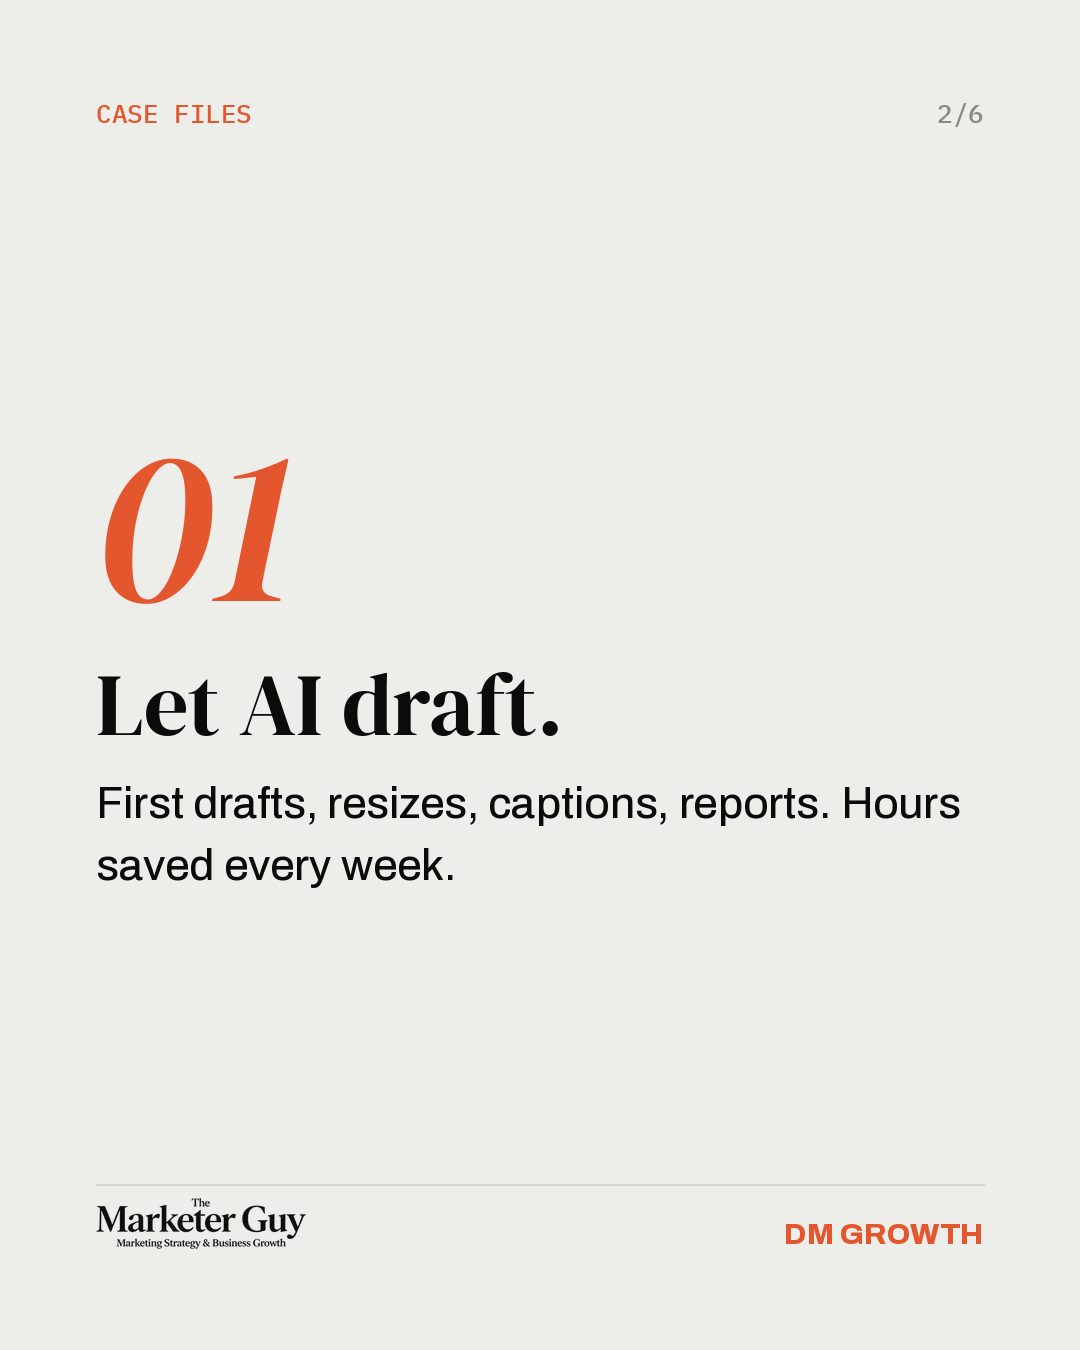 CASE FILES
2/6
01
Let AI draft.
First drafts, resizes, captions, reports. Hours
saved every week.
The
Marketer Guy
Marketing Strategy & Business Growth
DM GROWTH